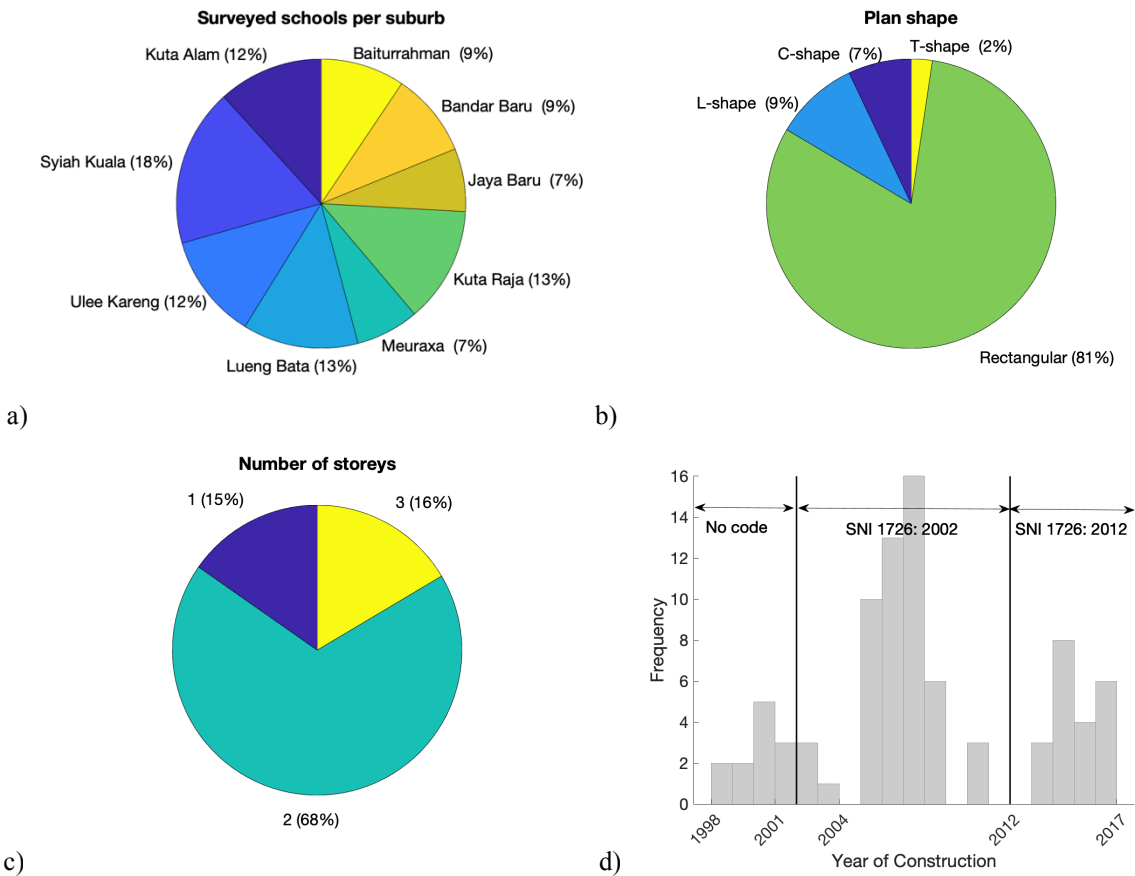 Surveyed schools per suburb
Kuta Alam (12%)
Baiturrahman (9%)
Bandar Baru (9%)
Syiah Kuala (18%)
Jaya Baru (7%)
Kuta Raja (13%)
Ulee Kareng (12%)
Meuraxa (7%)
Lueng Bata (13%)
a)
Plan shape
T-shape (2%)
C-shape (7%)
L-shape (9%)
Rectangular (81%)
b)
Number of storeys
1 (15%)
3 (16%)
2 (68%)
c)
16
14
12
10
8
6
4
2
0
Frequency
No code
SNI 1726: 2002
SNI 1726: 2012
1998
2001
2004
2012
2017
Year of Construction
d)